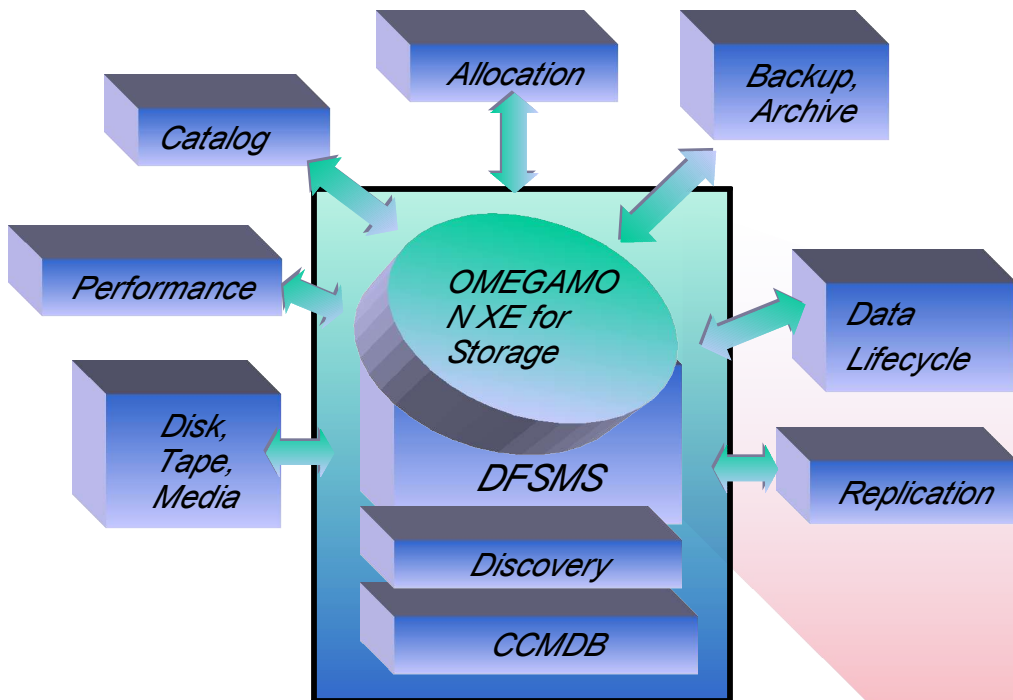 Allocation
Backup,
Archive
Catalog
Performance
OMEGAMO
N XE for
Storage
Data
Lifecycle
Disk,
Tape,
Media
DFSMS
Replication
Discovery
CCMDB